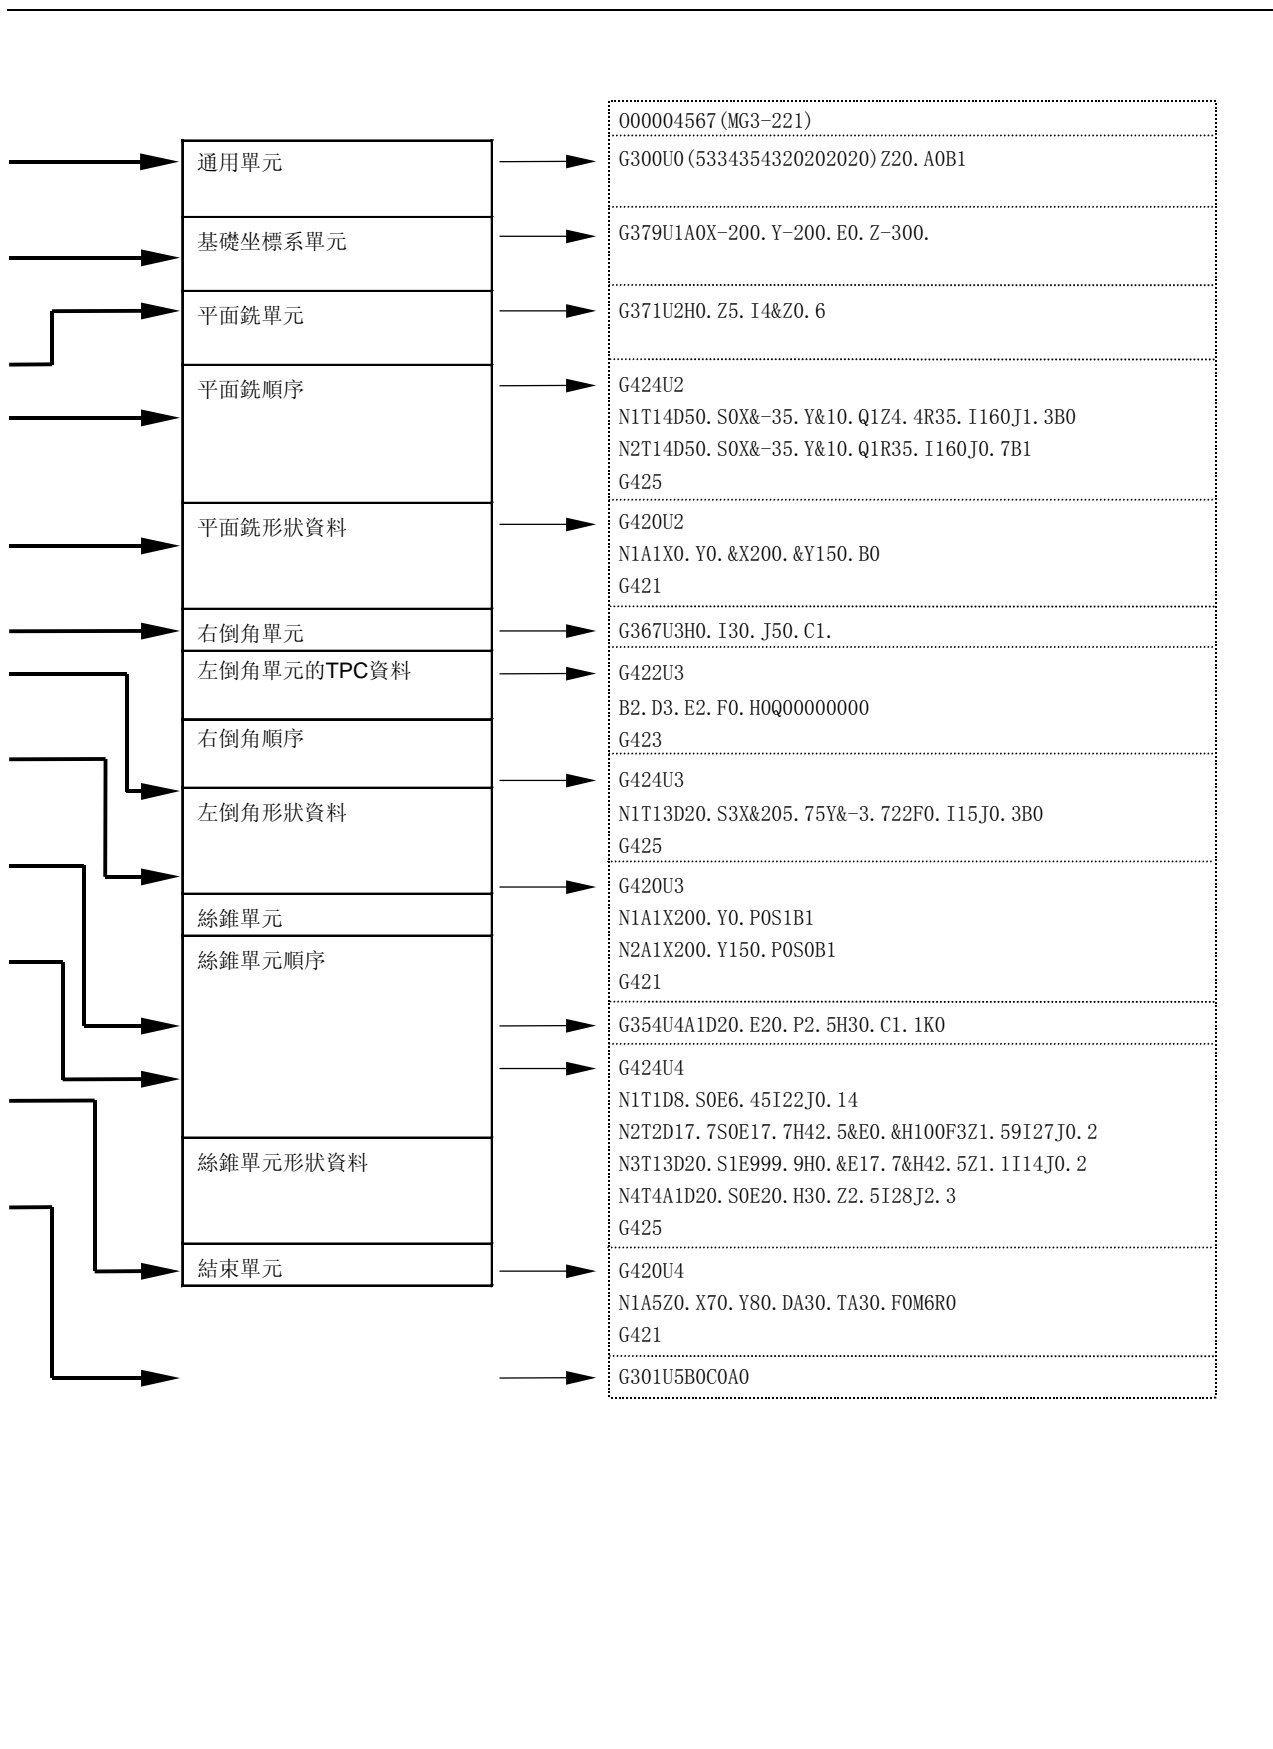 O00004567(MG3-221)
通用單元
G300U0(5334354320202020)Z20.A0B1
基礎坐標系單元
G379U1A0X-200.Y-200.E0.Z-300.
平面銑單元
G371U2H0.Z5.I4&Z0.6
平面銑順序
G424U2
N1T14D50.S0X&-35.Y&10.Q1Z4.4R35.I160J1.3B0
N2T14D50.S0X&-35.Y&10.Q1R35.I160J0.7B1
G425
平面銑形狀資料
G420U2
N1A1X0.Y0.&X200.&Y150.B0
G421
右倒角單元
G367U3H0.I30.J50.C1.
左倒角單元的TPC資料
G422U3
B2.D3.E2.F0.H0Q00000000
G423
右倒角順序
G424U3
N1T13D20.S3X&205.75Y&-3.722F0.I15J0.3B0
G425
左倒角形狀資料
G420U3
N1A1X200.Y0.P0S1B1
N2A1X200.Y150.P0S0B1
G421
絲錐單元
G354U4A1D20.E20.P2.5H30.C1.1K0
絲錐單元順序
G424U4
N1T1D8.S0E6.45I22J0.14
N2T2D17.7S0E17.7H42.5&E0.&H100F3Z1.59I27J0.2
N3T13D20.S1E999.9H0.&E17.7&H42.5Z1.1I14J0.2
N4T4A1D20.S0E20.H30.Z2.5I28J2.3
G425
絲錐單元形狀資料
G420U4
N1A5Z0.X70.Y80.DA30.TA30.F0M6R0
G421
結束單元
G301U5B0C0A0